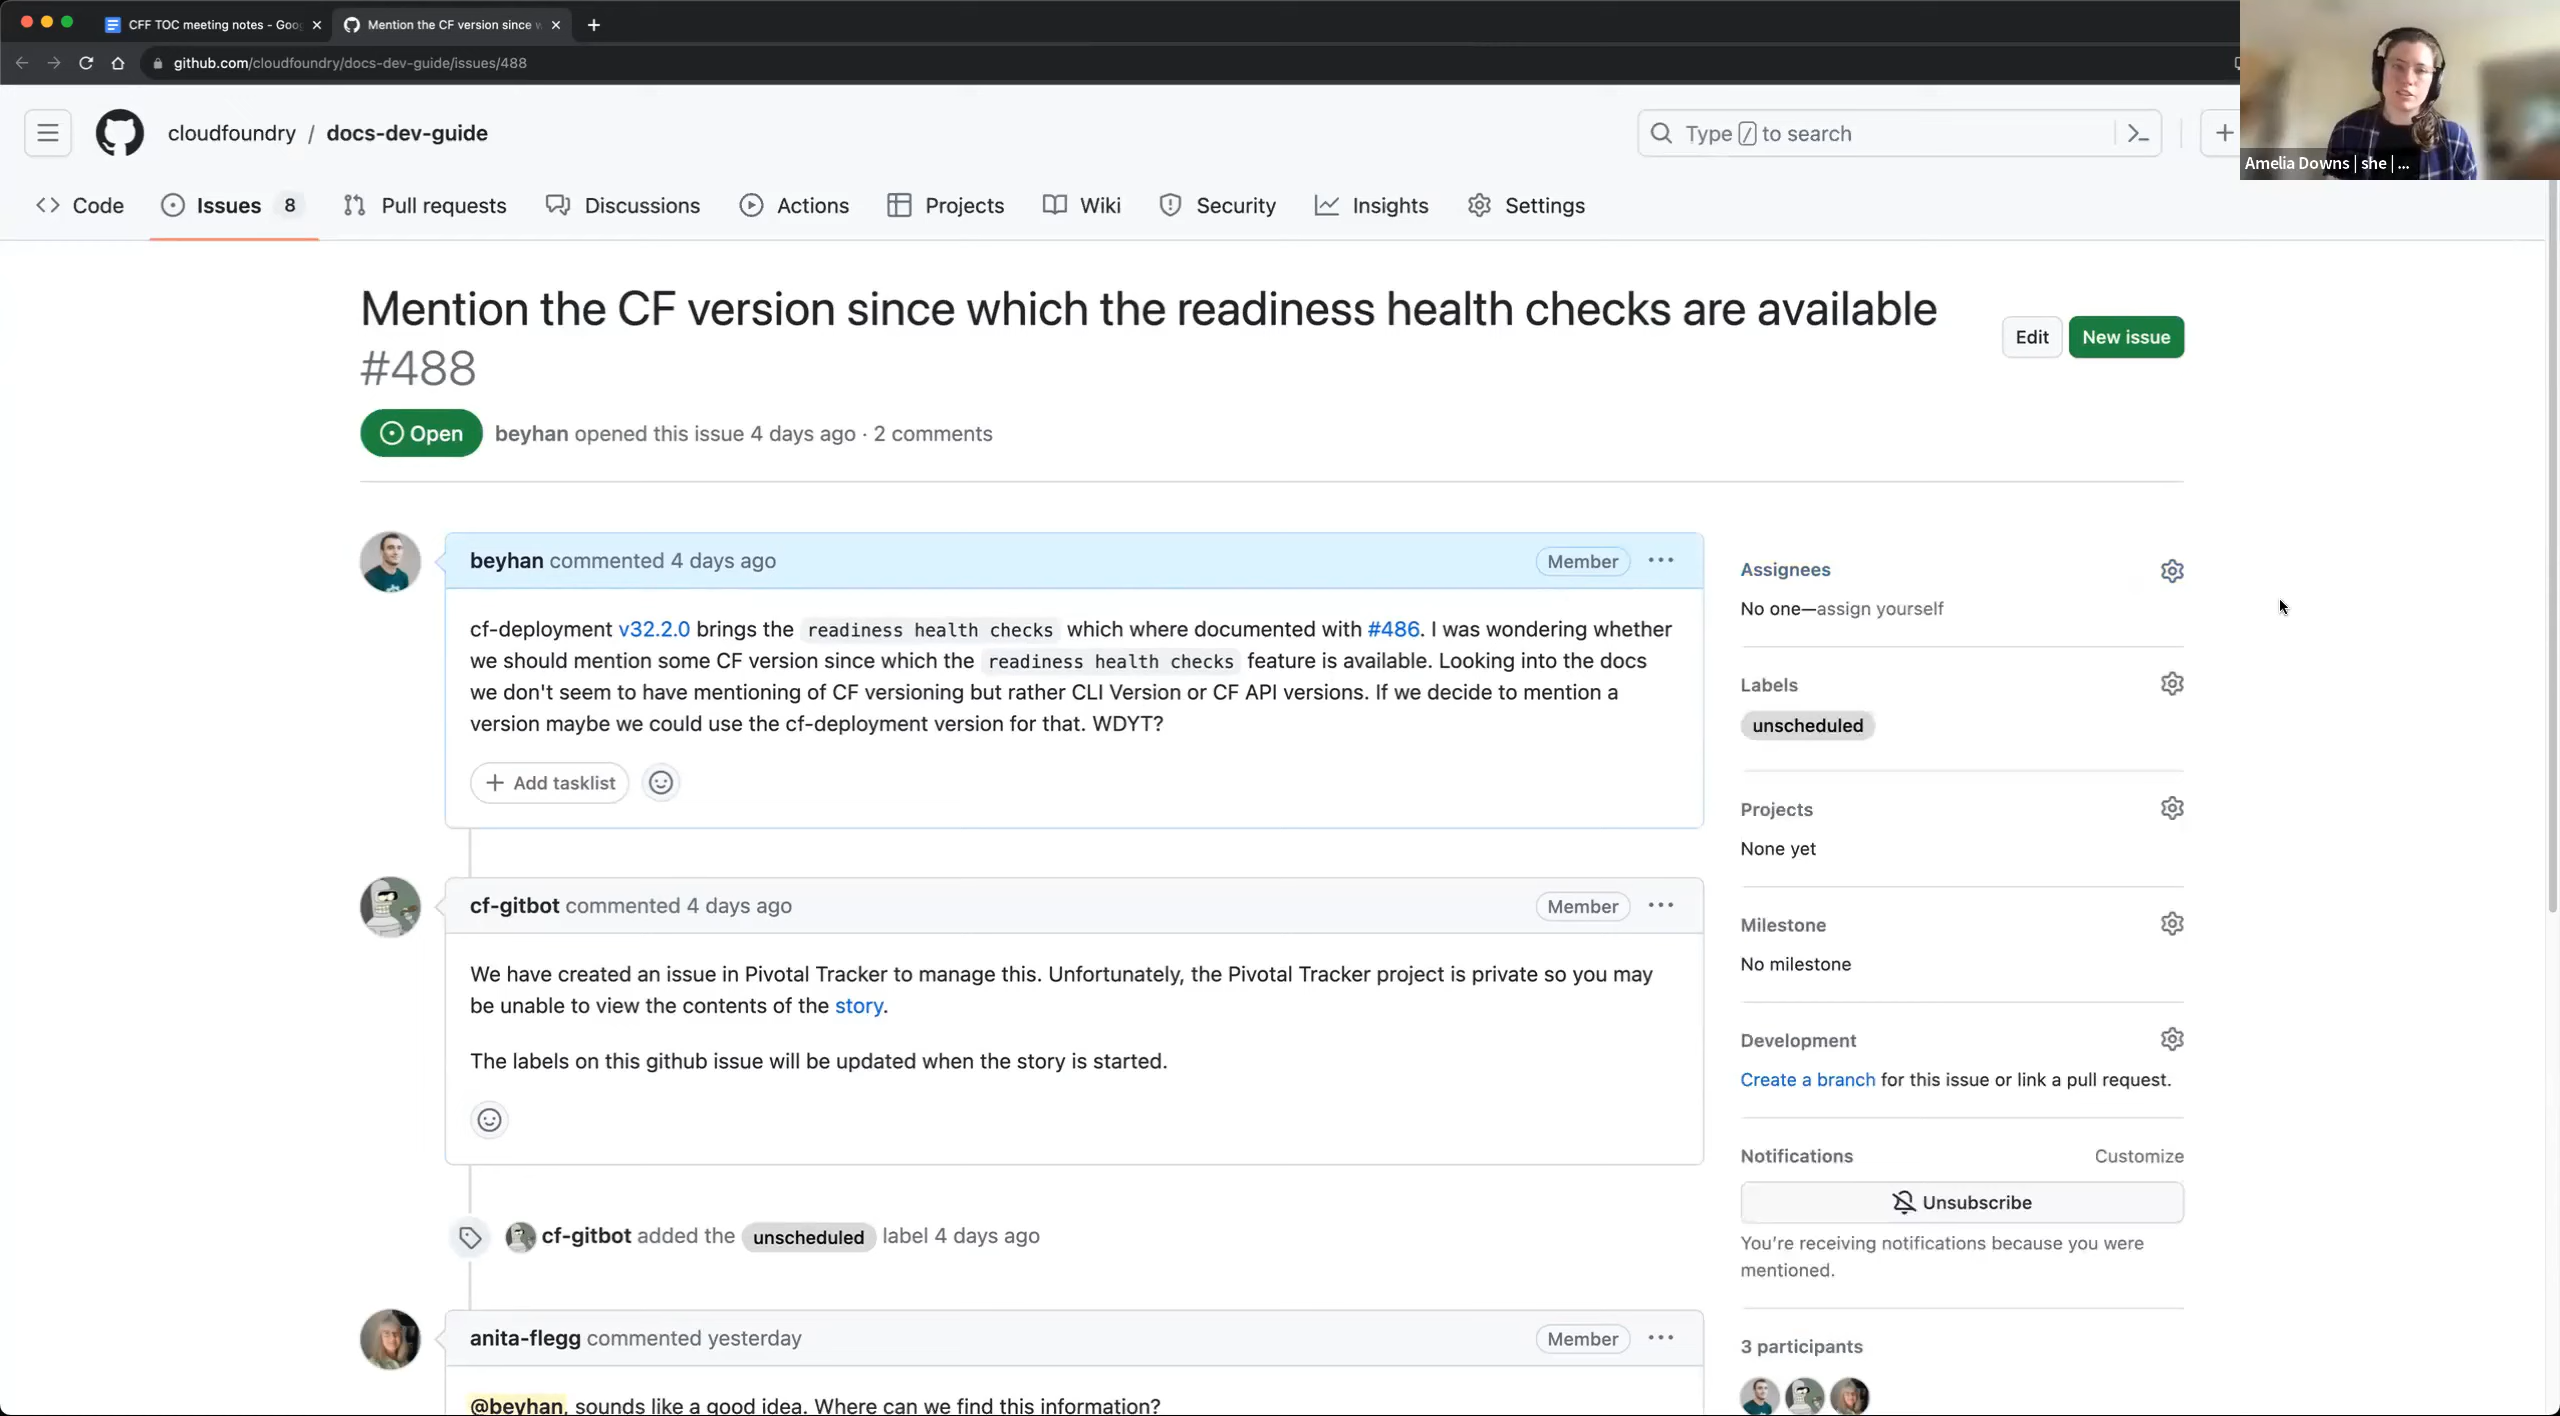 CFF TOC meeting notes - Goo
Mention the CF version since w
github.com/cloudfoundry/docs-dev-guide/issues/488
Amelia Downs | she | ...
cloudfoundry / docs-dev-guide
Type / to search
Code
Issues 8
Pull requests
Discussions
Actions
Projects
Wiki
Security
Insights
Settings
Mention the CF version since which the readiness health checks are available
#488
Edit
New issue
Open
beyhan opened this issue 4 days ago · 2 comments
beyhan commented 4 days ago
Member
cf-deployment v32.2.0 brings the readiness health checks which where documented with #486. I was wondering whether
we should mention some CF version since which the readiness health checks feature is available. Looking into the docs
we don't seem to have mentioning of CF versioning but rather CLI Version or CF API versions. If we decide to mention a
version maybe we could use the cf-deployment version for that. WDYT?
Add tasklist
cf-gitbot commented 4 days ago
Member
We have created an issue in Pivotal Tracker to manage this. Unfortunately, the Pivotal Tracker project is private so you may
be unable to view the contents of the story.
The labels on this github issue will be updated when the story is started.
cf-gitbot added the unscheduled label 4 days ago
anita-flegg commented yesterday
Member
@beyhan, sounds like a good idea. Where can we find this information?
Assignees
No one—assign yourself
Labels
unscheduled
Projects
None yet
Milestone
No milestone
Development
Create a branch for this issue or link a pull request.
Notifications
Customize
Unsubscribe
You're receiving notifications because you were
mentioned.
3 participants